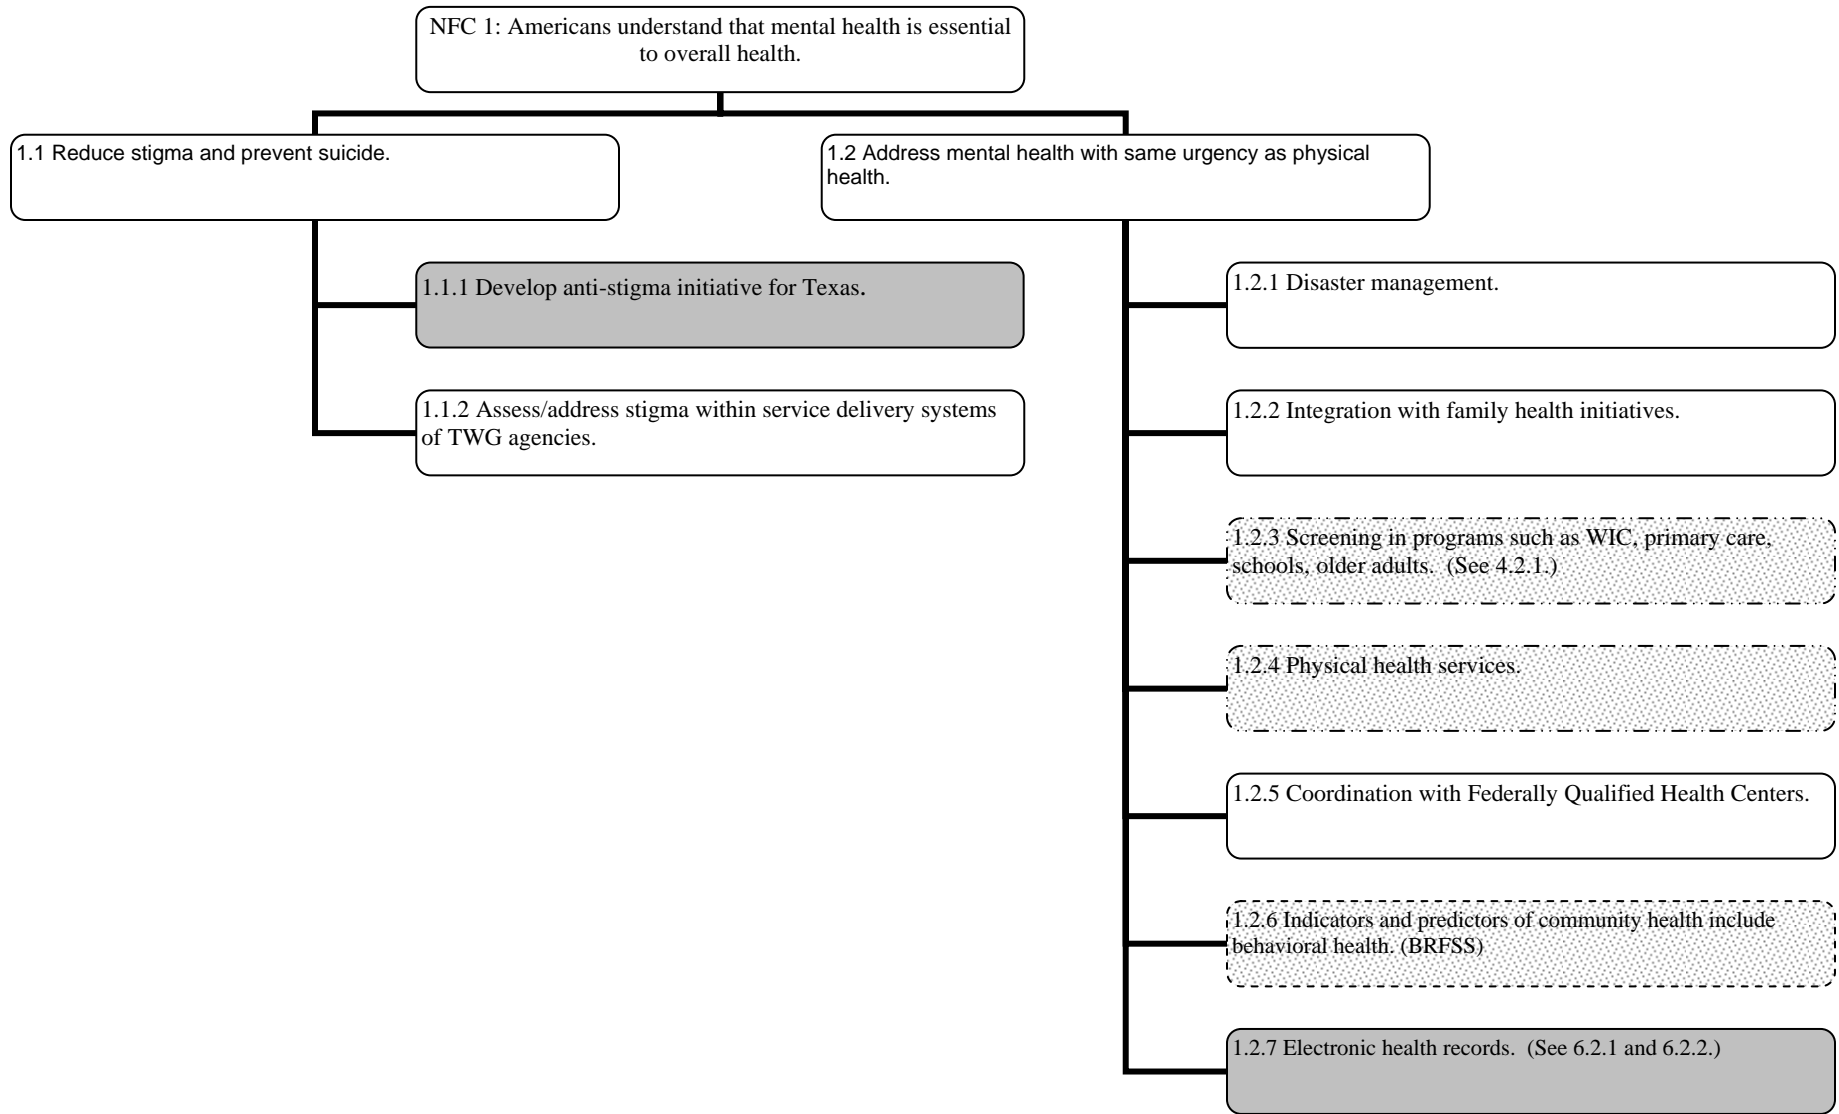 NFC 1: Americans understand that mental health is essential
to overall health.
1.1 Reduce stigma and prevent suicide.
1.2 Address mental health with same urgency as physical
health.
1.1.1 Develop anti-stigma initiative for Texas.
1.1.2 Assess/address stigma within service delivery systems
of TWG agencies.
1.2.1 Disaster management.
1.2.2 Integration with family health initiatives.
1.2.3 Screening in programs such as WIC, primary care,
schools, older adults.  (See 4.2.1.)
1.2.4 Physical health services.
1.2.5 Coordination with Federally Qualified Health Centers.
1.2.6 Indicators and predictors of community health include
behavioral health. (BRFSS)
1.2.7 Electronic health records.  (See 6.2.1 and 6.2.2.)